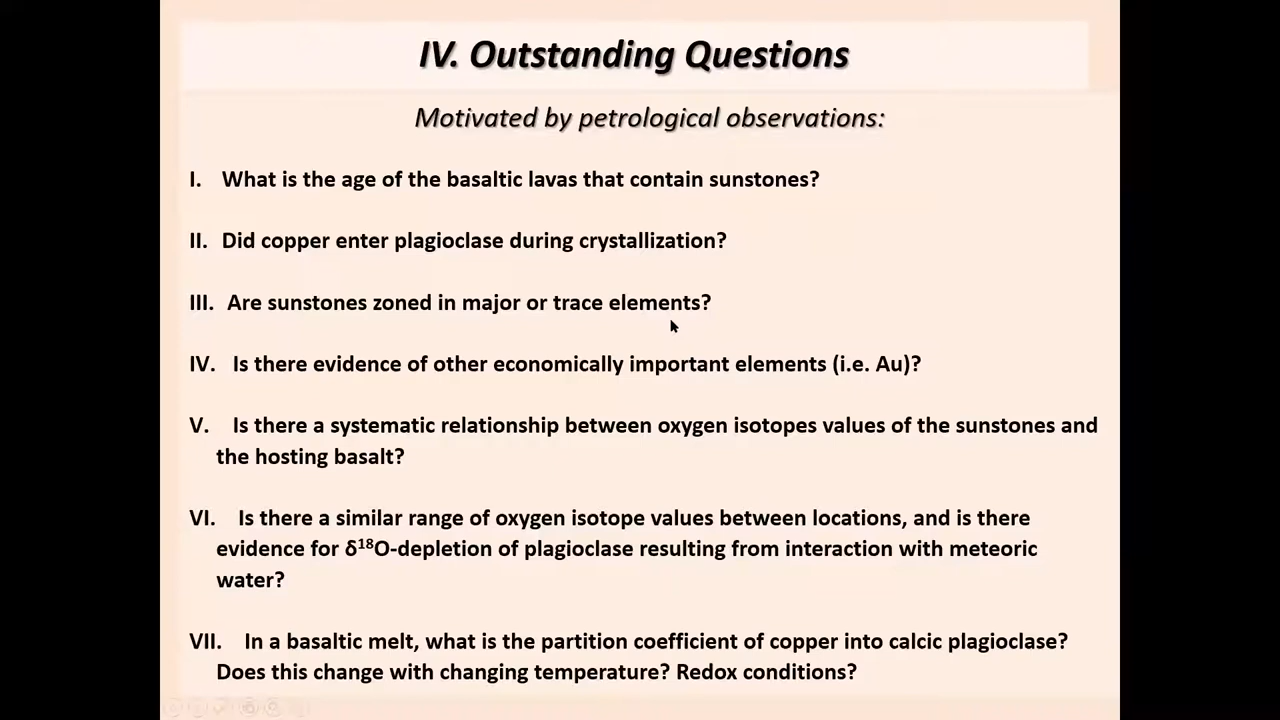 IV. Outstanding Questions
Motivated by petrological observations:
I. What is the age of the basaltic lavas that contain sunstones?
II. Did copper enter plagioclase during crystallization?
III. Are sunstones zoned in major or trace elements?
IV. Is there evidence of other economically important elements (i.e. Au)?
V. Is there a systematic relationship between oxygen isotopes values of the sunstones and
the hosting basalt?
VI. Is there a similar range of oxygen isotope values between locations, and is there
evidence for δ¹⁸O-depletion of plagioclase resulting from interaction with meteoric
water?
VII. In a basaltic melt, what is the partition coefficient of copper into calcic plagioclase?
Does this change with changing temperature? Redox conditions?